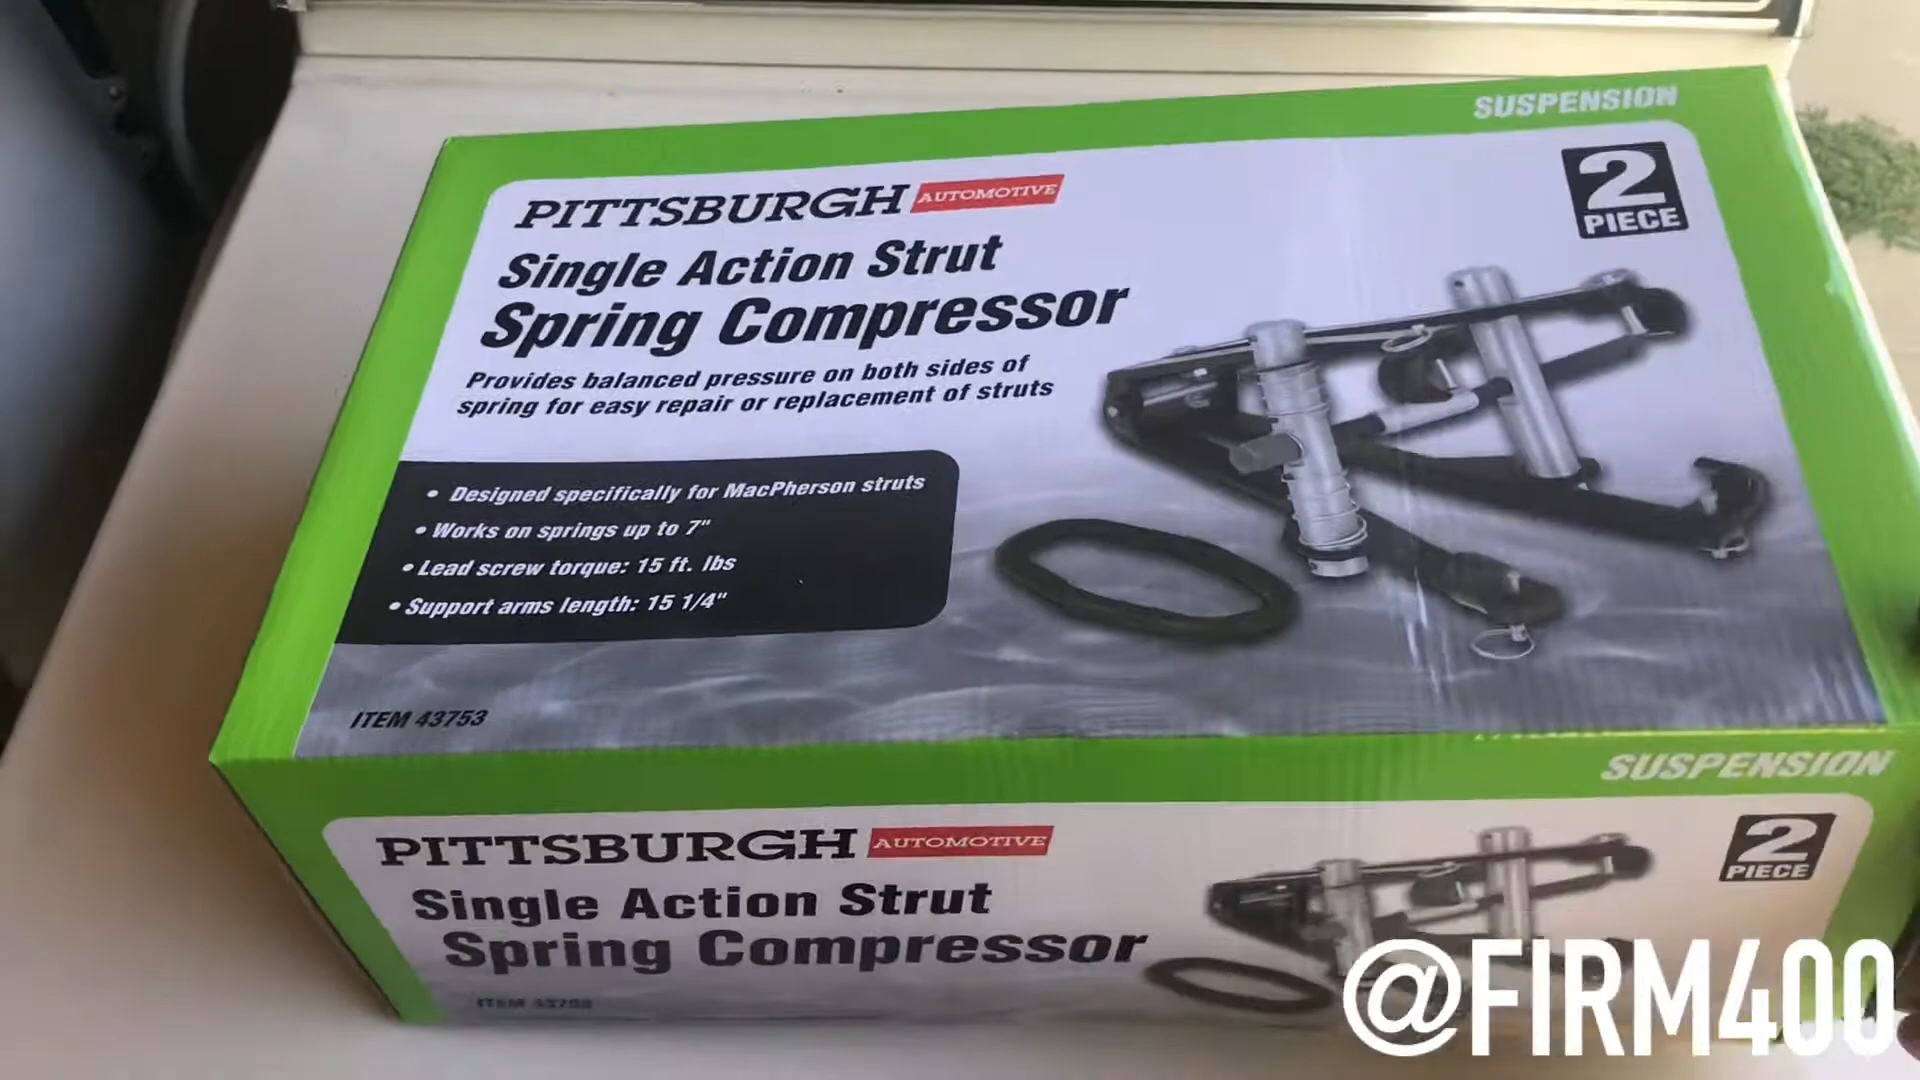 SUSPENSION
2
PIECE
PITTSBURGH AUTOMOTIVE
Single Action Strut
Spring Compressor
Provides balanced pressure on both sides of
spring for easy repair or replacement of struts
• Designed specifically for MacPherson struts
• Works on springs up to 7"
• Lead screw torque: 15 ft. lbs
• Support arms length: 15 1/4"
ITEM 43753
SUSPENSION
PITTSBURGH AUTOMOTIVE
2
PIECE
Single Action Strut
Spring Compressor
ITEM 43753
@FIRM400